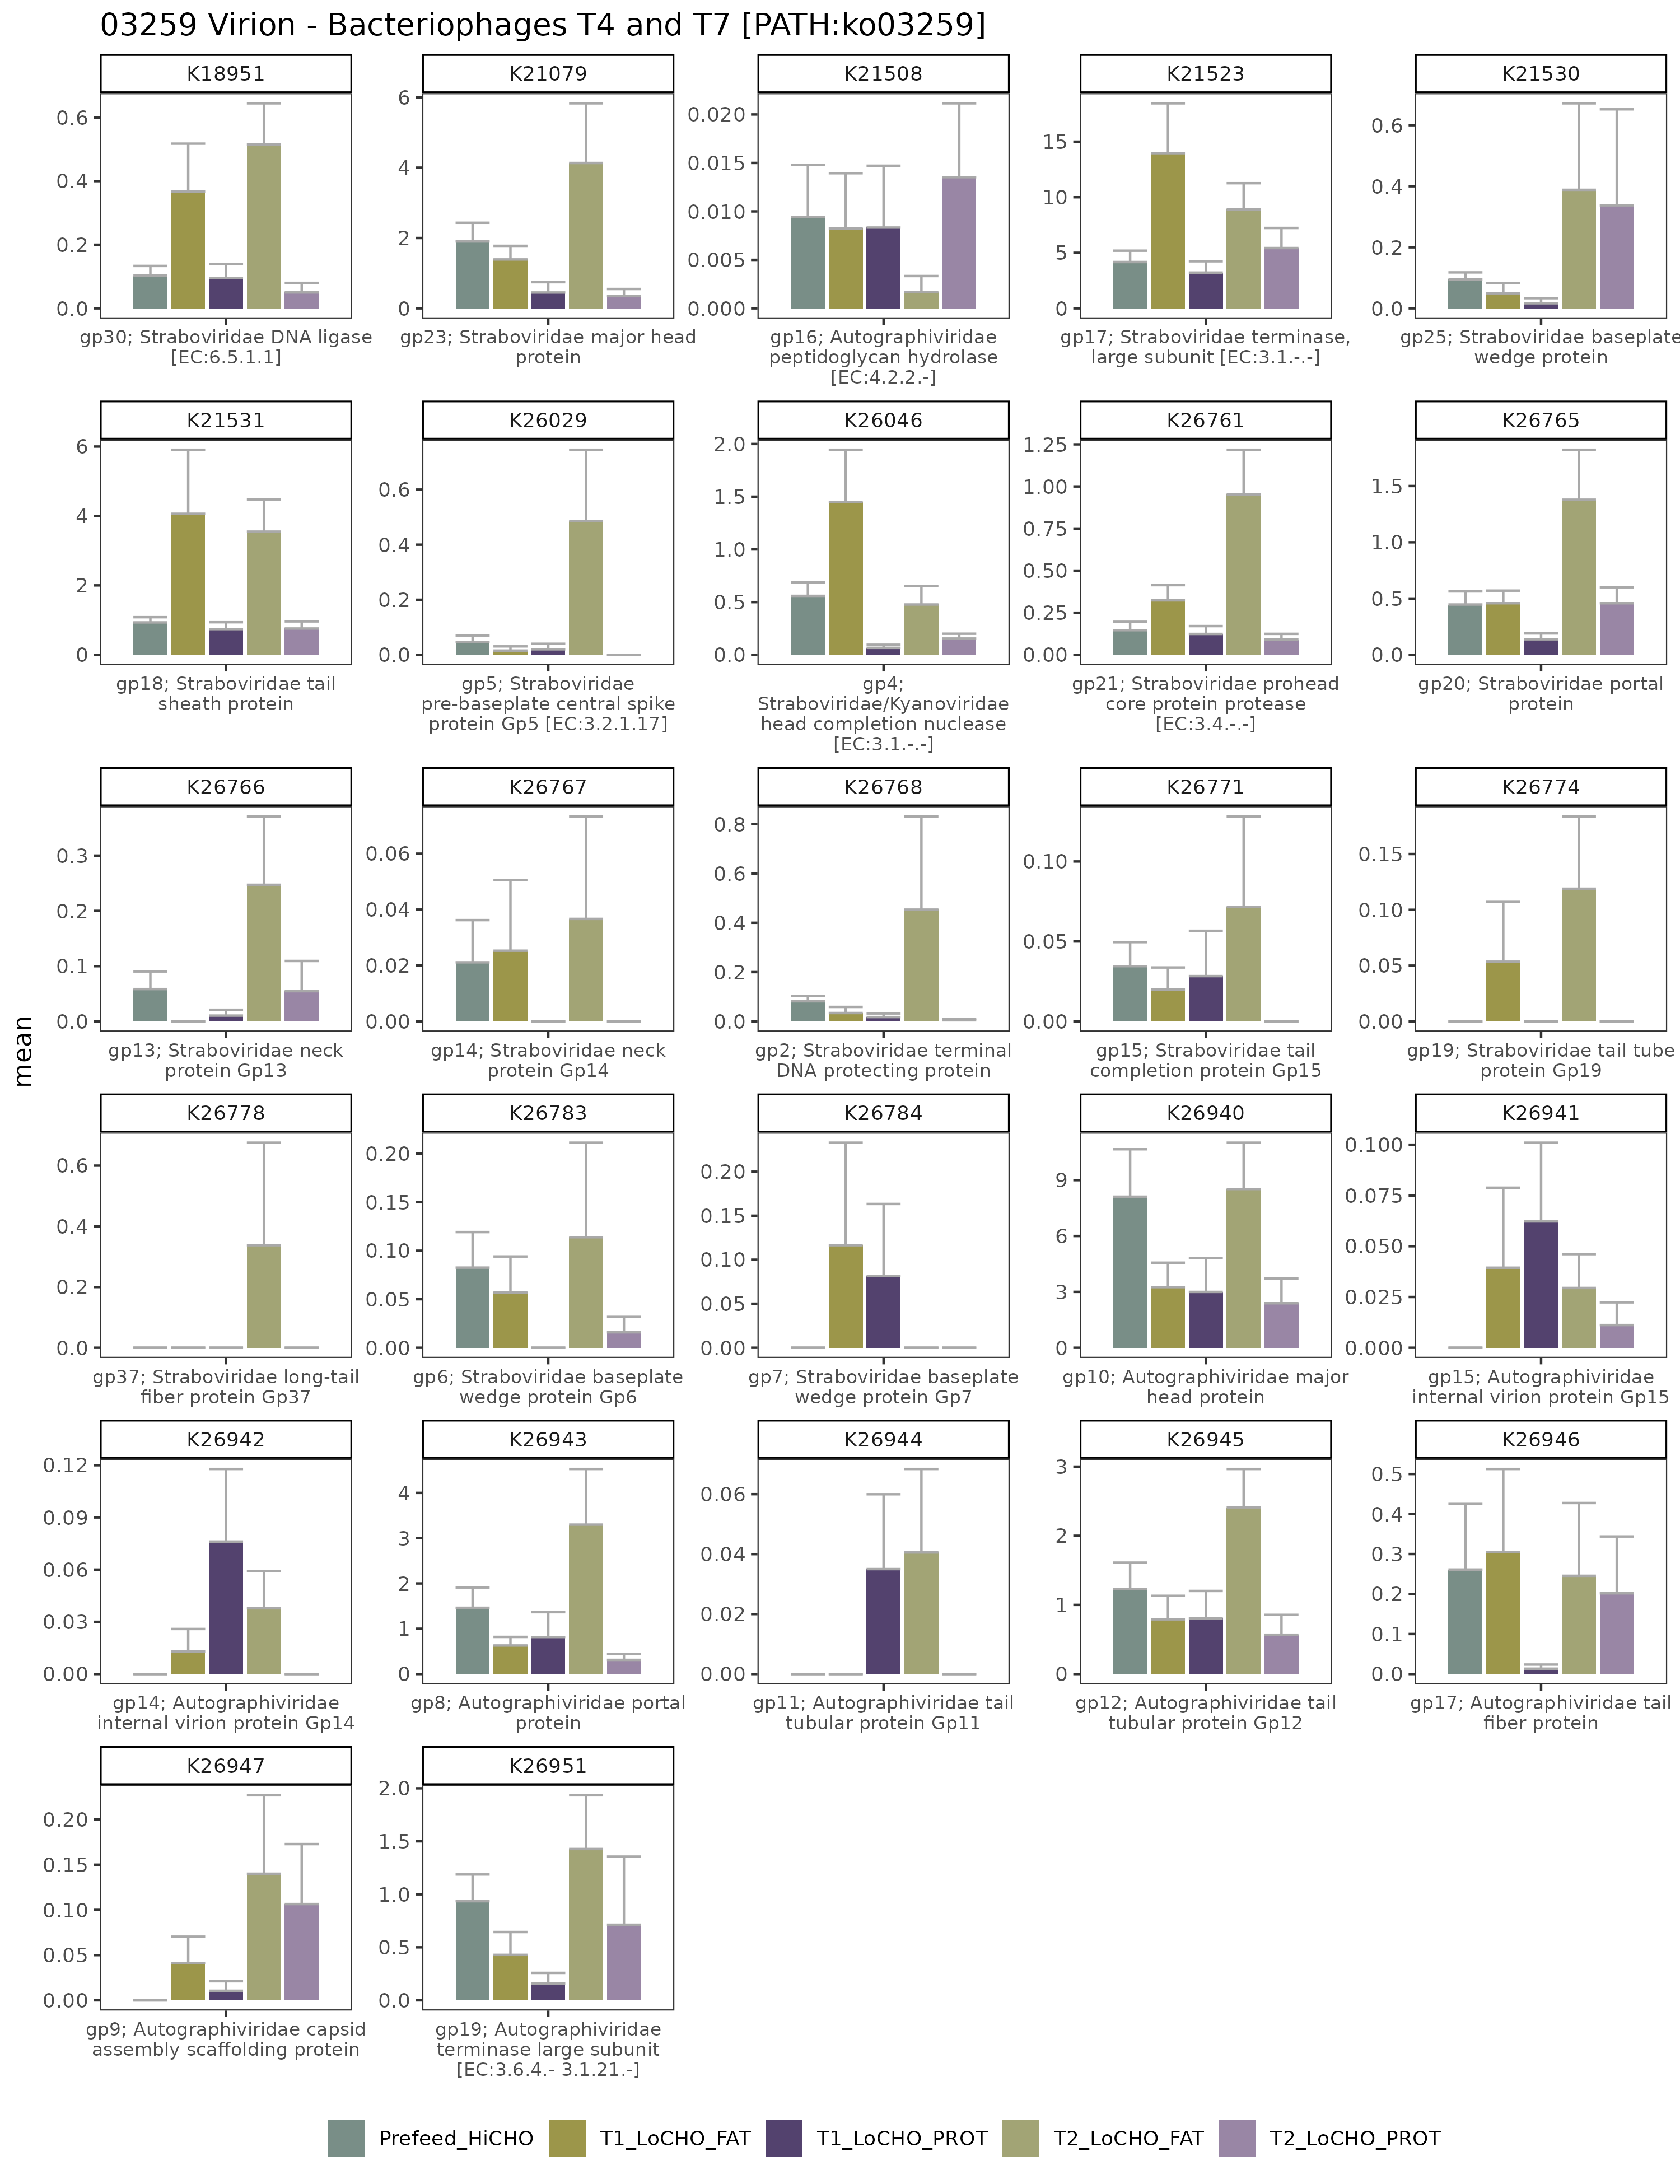 03259 Virion - Bacteriophages T4 and T7 [PATH:ko03259]
mean
K18951
0.6
0.4
0.2
0.0
gp30; Straboviridae DNA ligase
[EC:6.5.1.1]
K21079
6
4
2
0
gp23; Straboviridae major head
protein
K21508
0.020
0.015
0.010
0.005
0.000
gp16; Autographiviridae
peptidoglycan hydrolase
[EC:4.2.2.-]
K21523
15
10
5
0
gp17; Straboviridae terminase,
large subunit [EC:3.1.-.-]
K21530
0.6
0.4
0.2
0.0
gp25; Straboviridae baseplate
wedge protein
K21531
6
4
2
0
gp18; Straboviridae tail
sheath protein
K26029
0.6
0.4
0.2
0.0
gp5; Straboviridae
pre-baseplate central spike
protein Gp5 [EC:3.2.1.17]
K26046
2.0
1.5
1.0
0.5
0.0
gp4;
Straboviridae/Kyanoviridae
head completion nuclease
[EC:3.1.-.-]
K26761
1.25
1.00
0.75
0.50
0.25
0.00
gp21; Straboviridae prohead
core protein protease
[EC:3.4.-.-]
K26765
1.5
1.0
0.5
0.0
gp20; Straboviridae portal
protein
K26766
0.3
0.2
0.1
0.0
gp13; Straboviridae neck
protein Gp13
K26767
0.06
0.04
0.02
0.00
gp14; Straboviridae neck
protein Gp14
K26768
0.8
0.6
0.4
0.2
0.0
gp2; Straboviridae terminal
DNA protecting protein
K26771
0.10
0.05
0.00
gp15; Straboviridae tail
completion protein Gp15
K26774
0.15
0.10
0.05
0.00
gp19; Straboviridae tail tube
protein Gp19
K26778
0.6
0.4
0.2
0.0
gp37; Straboviridae long-tail
fiber protein Gp37
K26783
0.20
0.15
0.10
0.05
0.00
gp6; Straboviridae baseplate
wedge protein Gp6
K26784
0.20
0.15
0.10
0.05
0.00
gp7; Straboviridae baseplate
wedge protein Gp7
K26940
9
6
3
0
gp10; Autographiviridae major
head protein
K26941
0.100
0.075
0.050
0.025
0.000
gp15; Autographiviridae
internal virion protein Gp15
K26942
0.12
0.09
0.06
0.03
0.00
gp14; Autographiviridae
internal virion protein Gp14
K26943
4
3
2
1
0
gp8; Autographiviridae portal
protein
K26944
0.06
0.04
0.02
0.00
gp11; Autographiviridae tail
tubular protein Gp11
K26945
3
2
1
0
gp12; Autographiviridae tail
tubular protein Gp12
K26946
0.5
0.4
0.3
0.2
0.1
0.0
gp17; Autographiviridae tail
fiber protein
K26947
0.20
0.15
0.10
0.05
0.00
gp9; Autographiviridae capsid
assembly scaffolding protein
K26951
2.0
1.5
1.0
0.5
0.0
gp19; Autographiviridae
terminase large subunit
[EC:3.6.4.- 3.1.21.-]
Prefeed_HiCHO
T1_LoCHO_FAT
T1_LoCHO_PROT
T2_LoCHO_FAT
T2_LoCHO_PROT